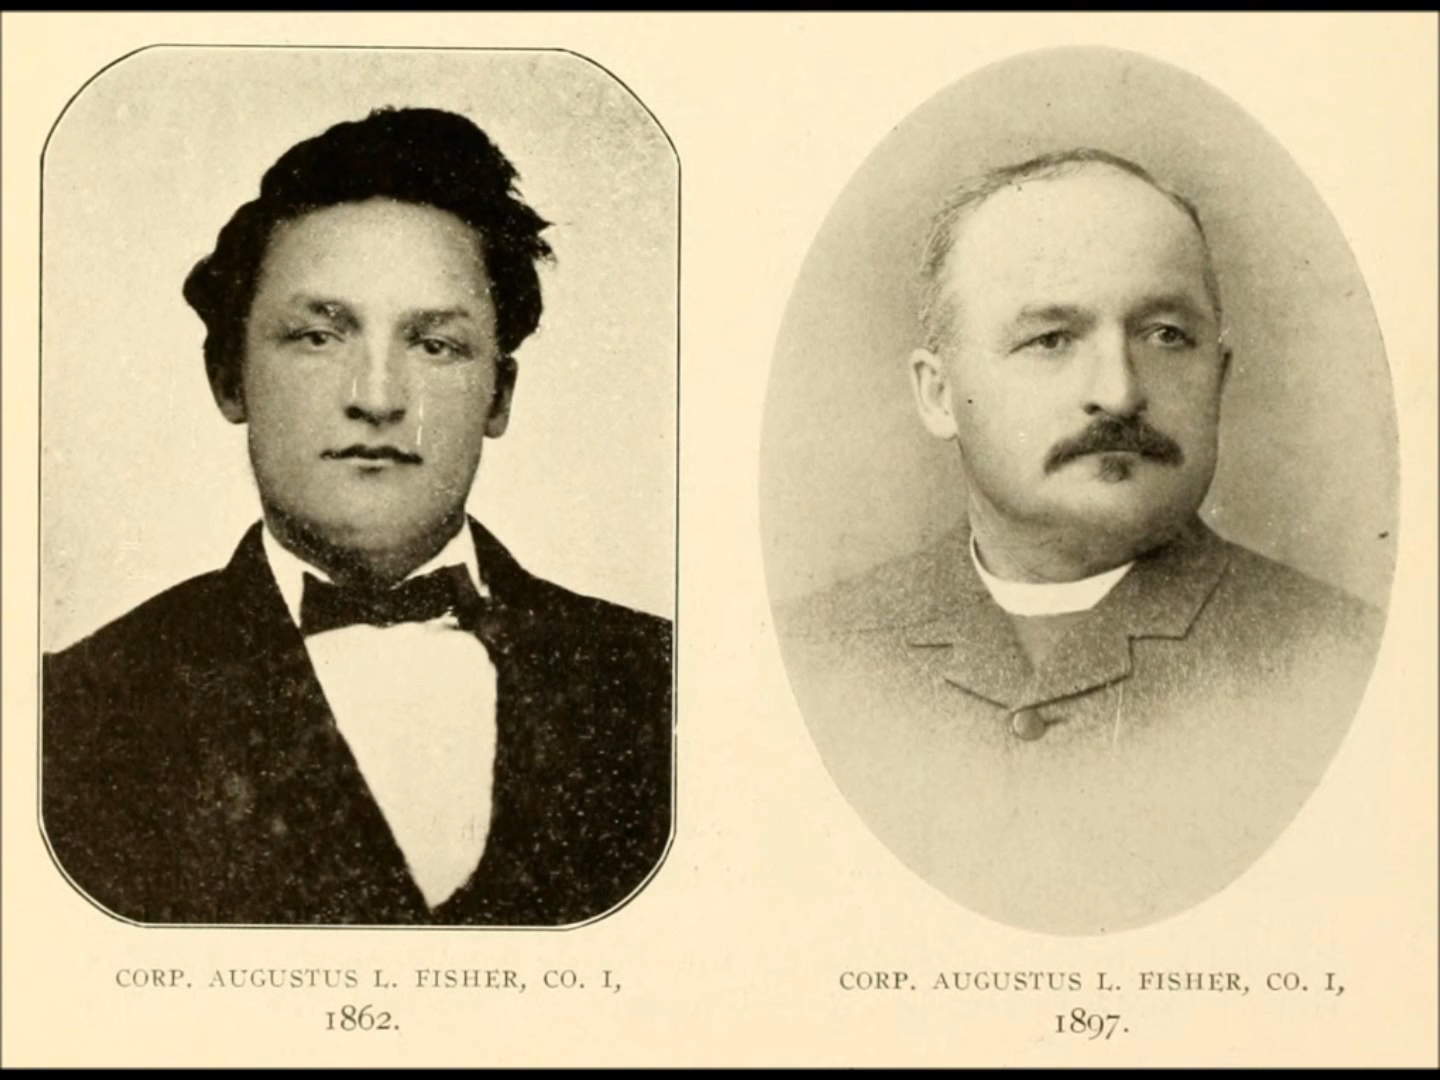 CORP. AUGUSTUS L. FISHER, CO. I,
1862.
CORP. AUGUSTUS L. FISHER, CO. I,
1897.